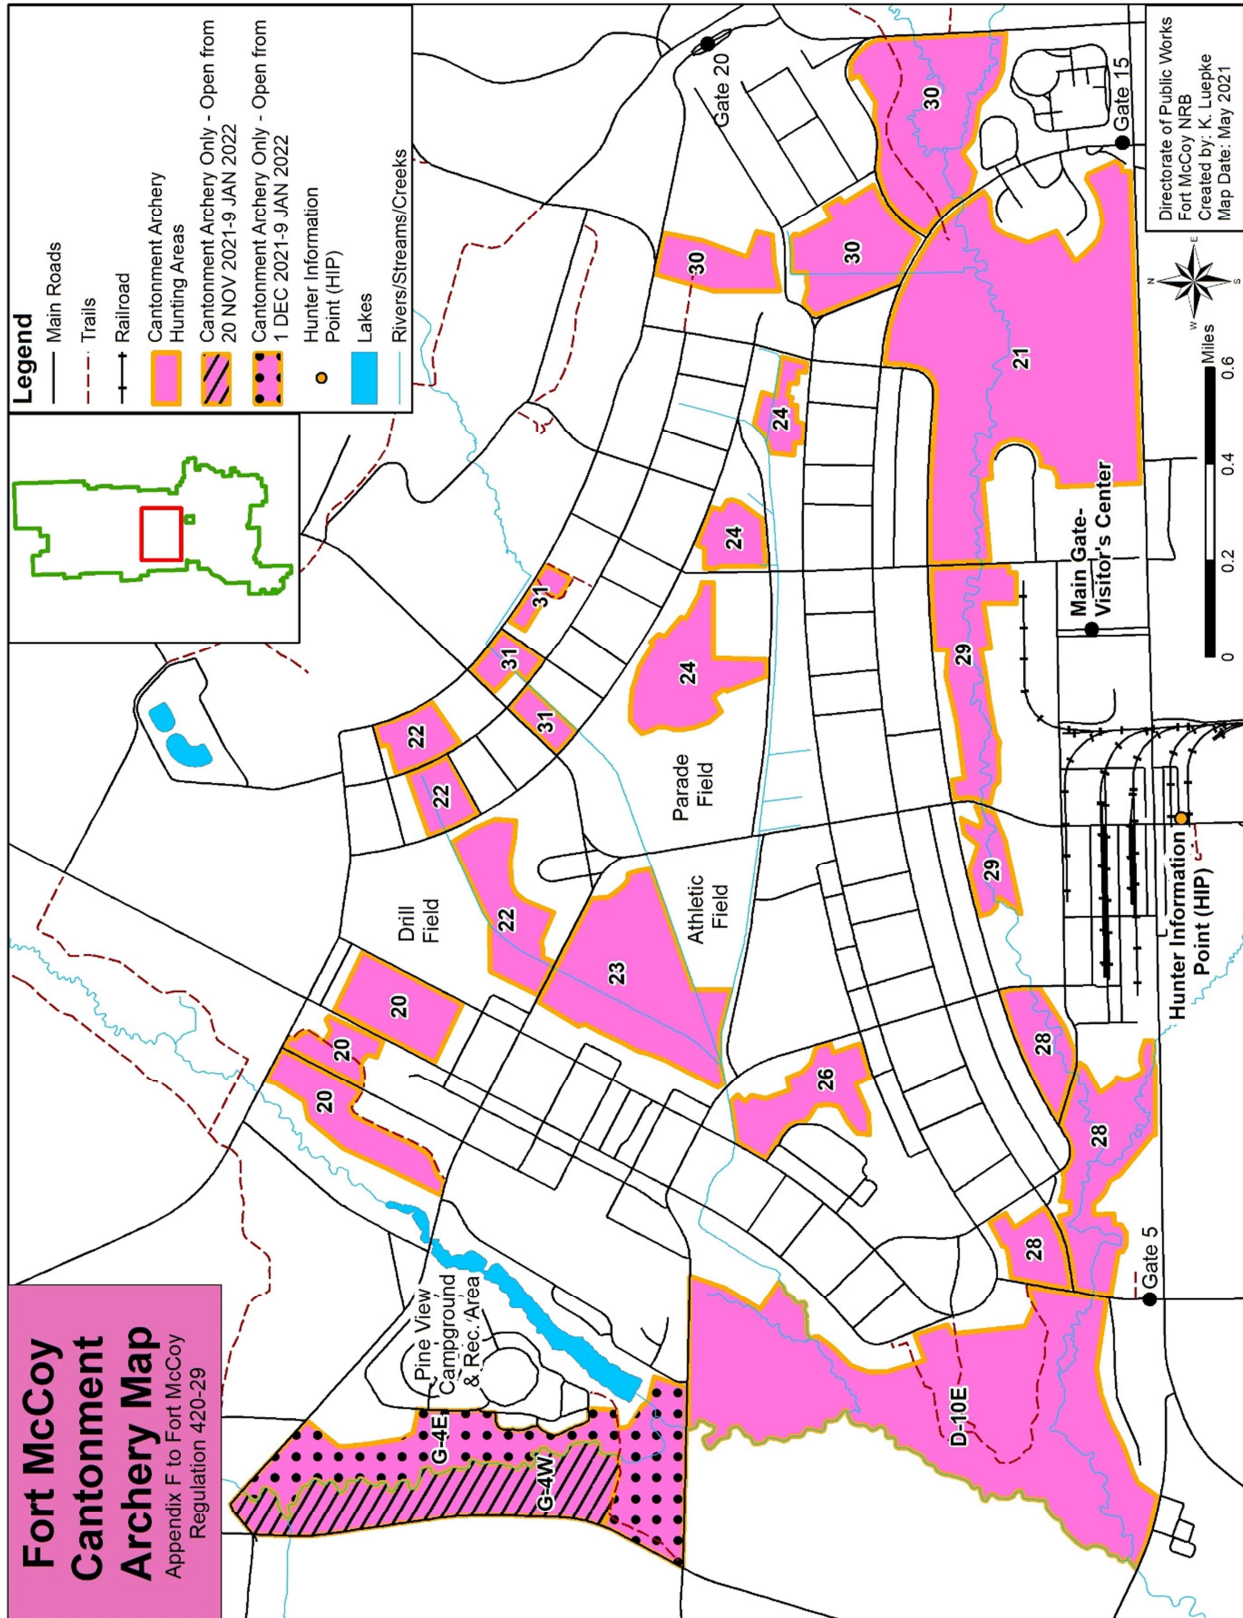 Fort McCoy
Cantonment
Archery Map
Appendix F to Fort McCoy
Regulation 420-29
Legend
Main Roads
Trails
Railroad
Cantonment Archery
Hunting Areas
Cantonment Archery Only - Open from
20 NOV 2021-9 JAN 2022
Cantonment Archery Only - Open from
1 DEC 2021-9 JAN 2022
Hunter Information
Point (HIP)
Lakes
Rivers/Streams/Creeks
G-4E
G-4W
Pine View
Campground
& Rec. Area
20
20
20
Drill
Field
22
22
22
31
31
31
23
Athletic
Field
Parade
Field
24
24
24
30
30
30
Gate 20
26
D-10E
28
28
28
29
29
21
Gate 5
Hunter Information
Point (HIP)
Main Gate-
Visitor's Center
Gate 15
0
0.2
0.4
0.6
Miles
N
E
S
W
Directorate of Public Works
Fort McCoy NRB
Created by: K. Luepke
Map Date: May 2021